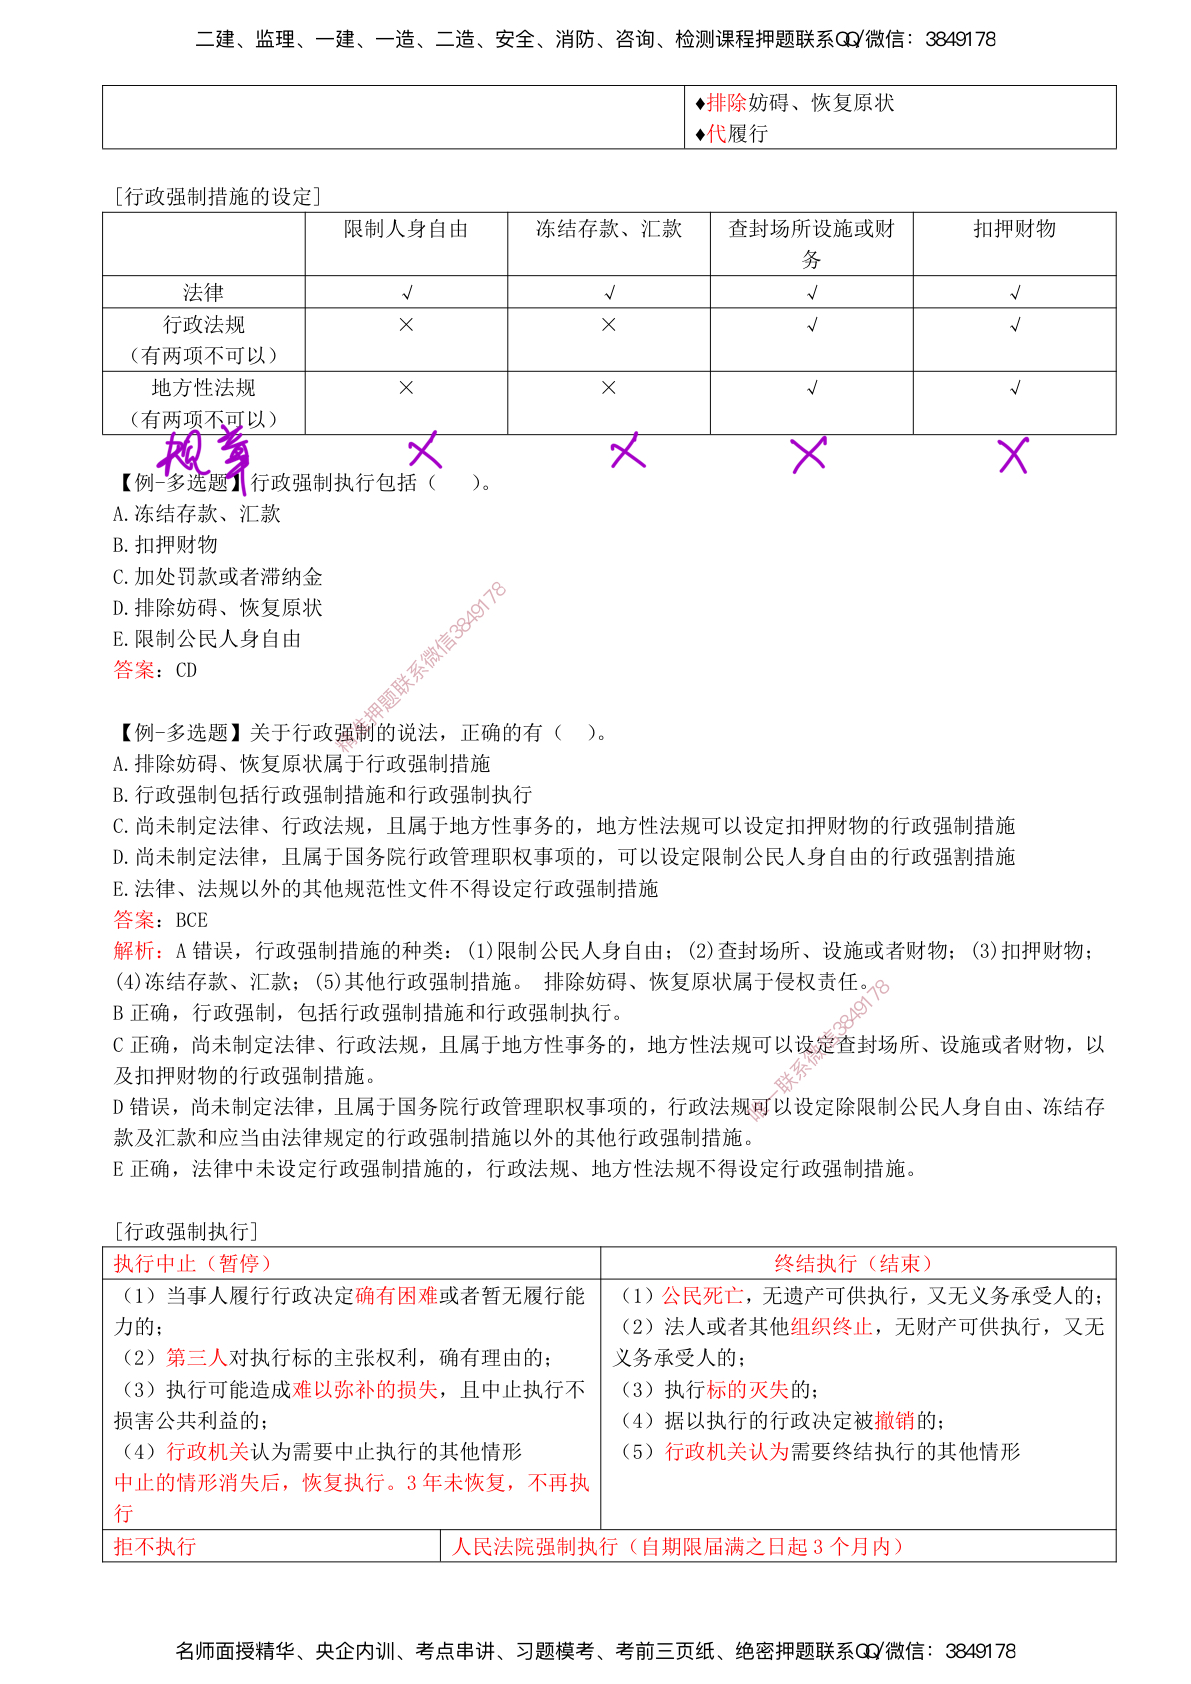 二建、监理、一建、一造、二造、安全、消防、咨询、检测课程押题联系QQ/微信：3849178
♦排除妨碍、恢复原状
♦代履行
[行政强制措施的设定]
限制人身自由 冻结存款、汇款 查封场所设施或财务 扣押财物
法律 √ √ √ √
行政法规 × × √ √
（有两项不可以）
地方性法规 × × √ √
（有两项不可以）
规章 × × × ×
【例-多选题】行政强制执行包括（ ）。
A.冻结存款、汇款
B.扣押财物
C.加处罚款或者滞纳金
D.排除妨碍、恢复原状
E.限制公民人身自由
答案：CD
精准押题联系微信3849178
【例-多选题】关于行政强制的说法，正确的有（ ）。
A.排除妨碍、恢复原状属于行政强制措施
B.行政强制包括行政强制措施和行政强制执行
C.尚未制定法律、行政法规，且属于地方性事务的，地方性法规可以设定扣押财物的行政强制措施
D.尚未制定法律，且属于国务院行政管理职权事项的，可以设定限制公民人身自由的行政强割措施
E.法律、法规以外的其他规范性文件不得设定行政强制措施
答案：BCE
解析：A 错误，行政强制措施的种类：(1)限制公民人身自由；(2)查封场所、设施或者财物；(3)扣押财物；
(4)冻结存款、汇款；(5)其他行政强制措施。 排除妨碍、恢复原状属于侵权责任。
B 正确，行政强制，包括行政强制措施和行政强制执行。
C 正确，尚未制定法律、行政法规，且属于地方性事务的，地方性法规可以设定查封场所、设施或者财物，以
及扣押财物的行政强制措施。
D 错误，尚未制定法律，且属于国务院行政管理职权事项的，行政法规可以设定除限制公民人身自由、冻结存
款及汇款和应当由法律规定的行政强制措施以外的其他行政强制措施。
E 正确，法律中未设定行政强制措施的，行政法规、地方性法规不得设定行政强制措施。
唯一联系微信3849178
[行政强制执行]
执行中止（暂停） 终结执行（结束）
（1）当事人履行行政决定确有困难或者暂无履行能
力的；
（2）第三人对执行标的主张权利，确有理由的；
（3）执行可能造成难以弥补的损失，且中止执行不
损害公共利益的；
（4）行政机关认为需要中止执行的其他情形
中止的情形消失后，恢复执行。3 年未恢复，不再执
行
（1）公民死亡，无遗产可供执行，又无义务承受人的；
（2）法人或者其他组织终止，无财产可供执行，又无
义务承受人的；
（3）执行标的灭失的；
（4）据以执行的行政决定被撤销的；
（5）行政机关认为需要终结执行的其他情形
拒不执行 人民法院强制执行（自期限届满之日起 3 个月内）
名师面授精华、央企内训、考点串讲、习题模考、考前三页纸、绝密押题联系QQ/微信：3849178